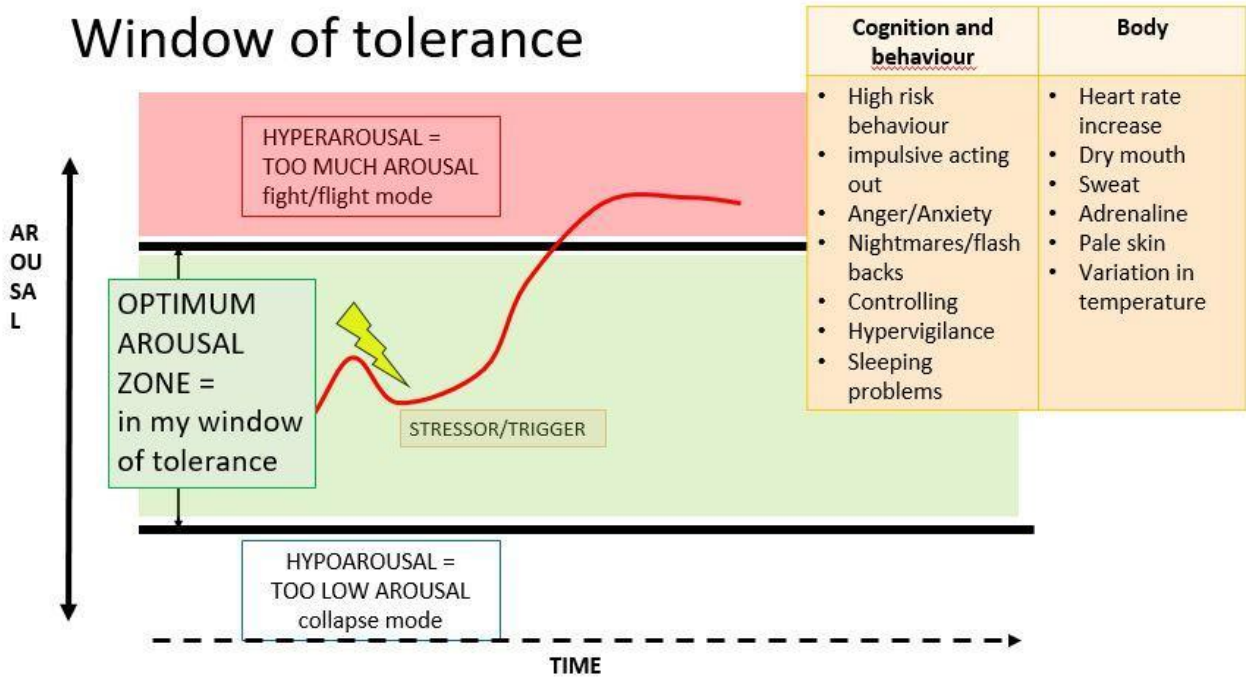 Window of tolerance
Cognition and
behaviour
Body
• High risk
behaviour
• impulsive acting
out
• Anger/Anxiety
• Nightmares/flash
backs
• Controlling
• Hypervigilance
• Sleeping
problems
• Heart rate
increase
• Dry mouth
• Sweat
• Adrenaline
• Pale skin
• Variation in
temperature
HYPERAROUSAL =
TOO MUCH AROUSAL
fight/flight mode
AR
OU
SA
L
OPTIMUM
AROUSAL
ZONE =
in my window
of tolerance
STRESSOR/TRIGGER
HYPOAROUSAL =
TOO LOW AROUSAL
collapse mode
TIME